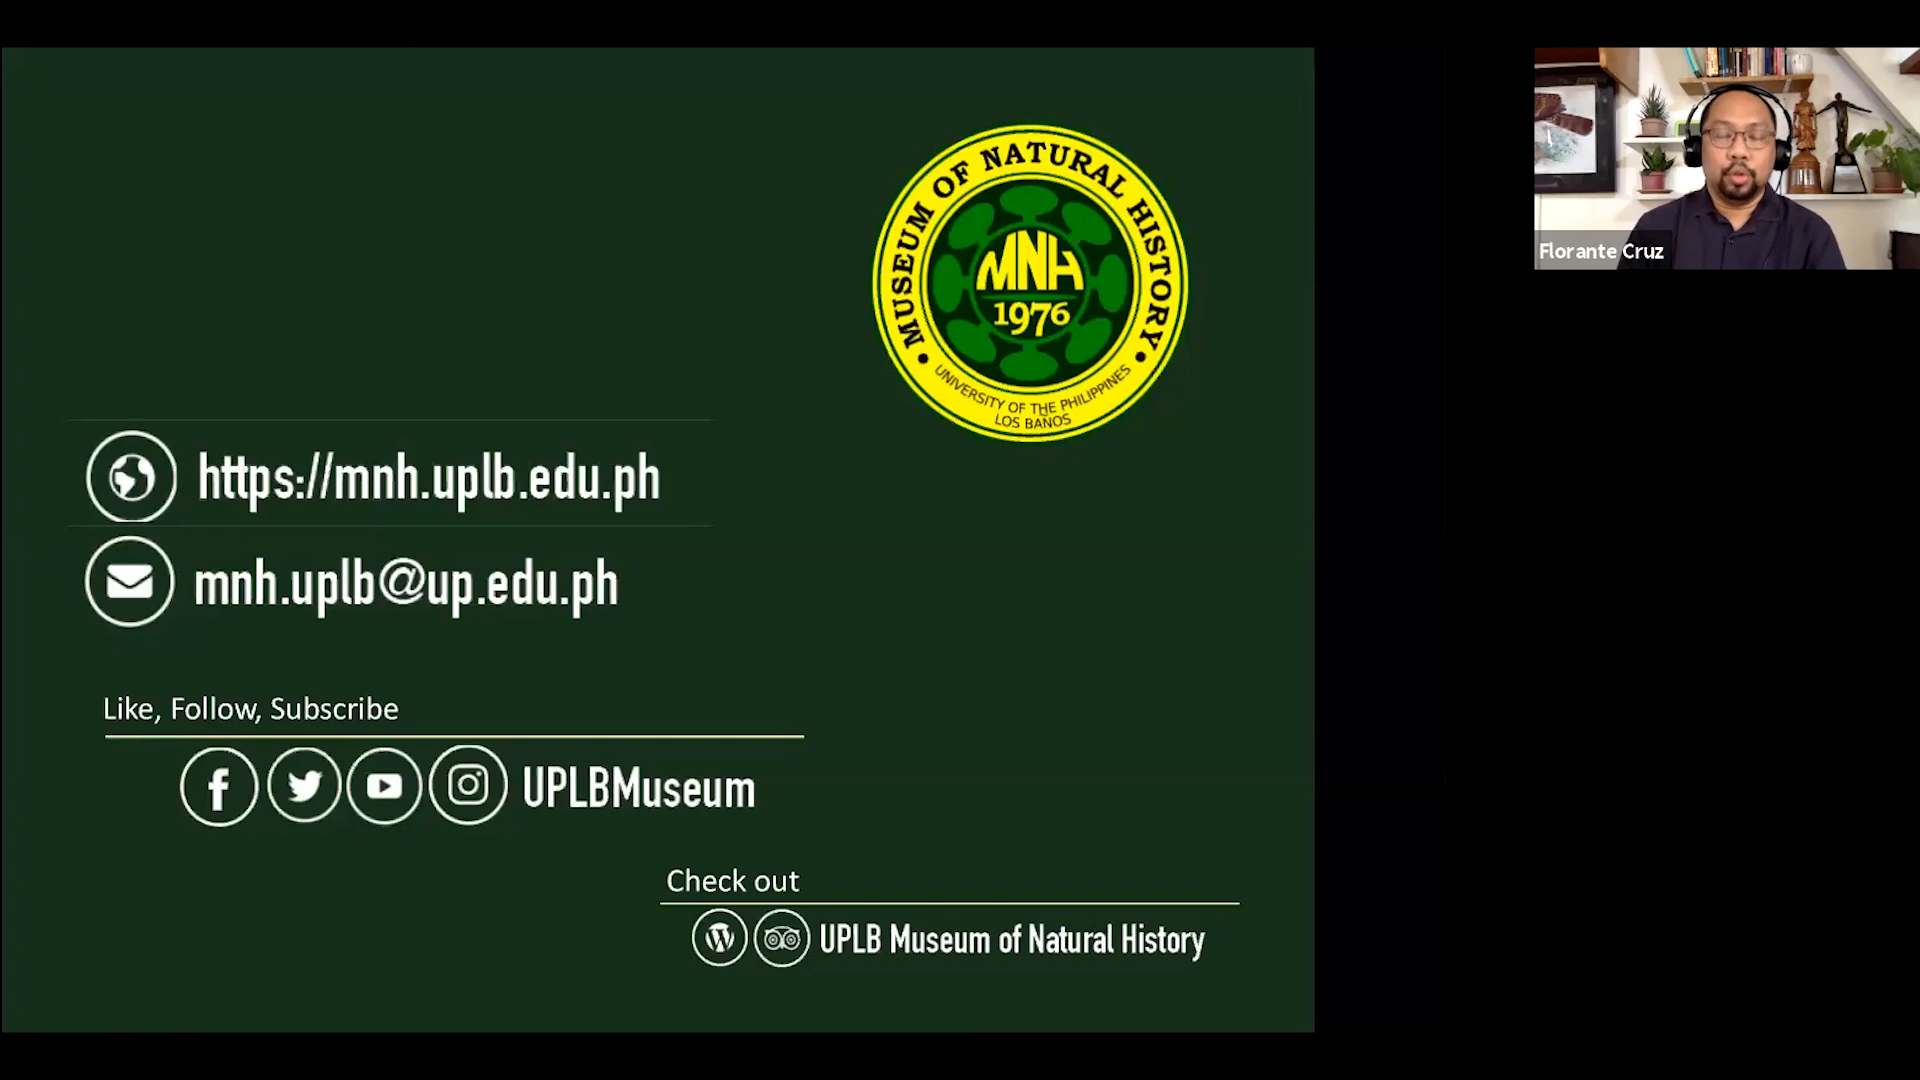 • MUSEUM OF NATURAL HISTORY •
MNH
1976
UNIVERSITY OF THE PHILIPPINES
LOS BAÑOS
Florante Cruz
https://mnh.uplb.edu.ph
mnh.uplb@up.edu.ph
Like, Follow, Subscribe
UPLBMuseum
Check out
UPLB Museum of Natural History